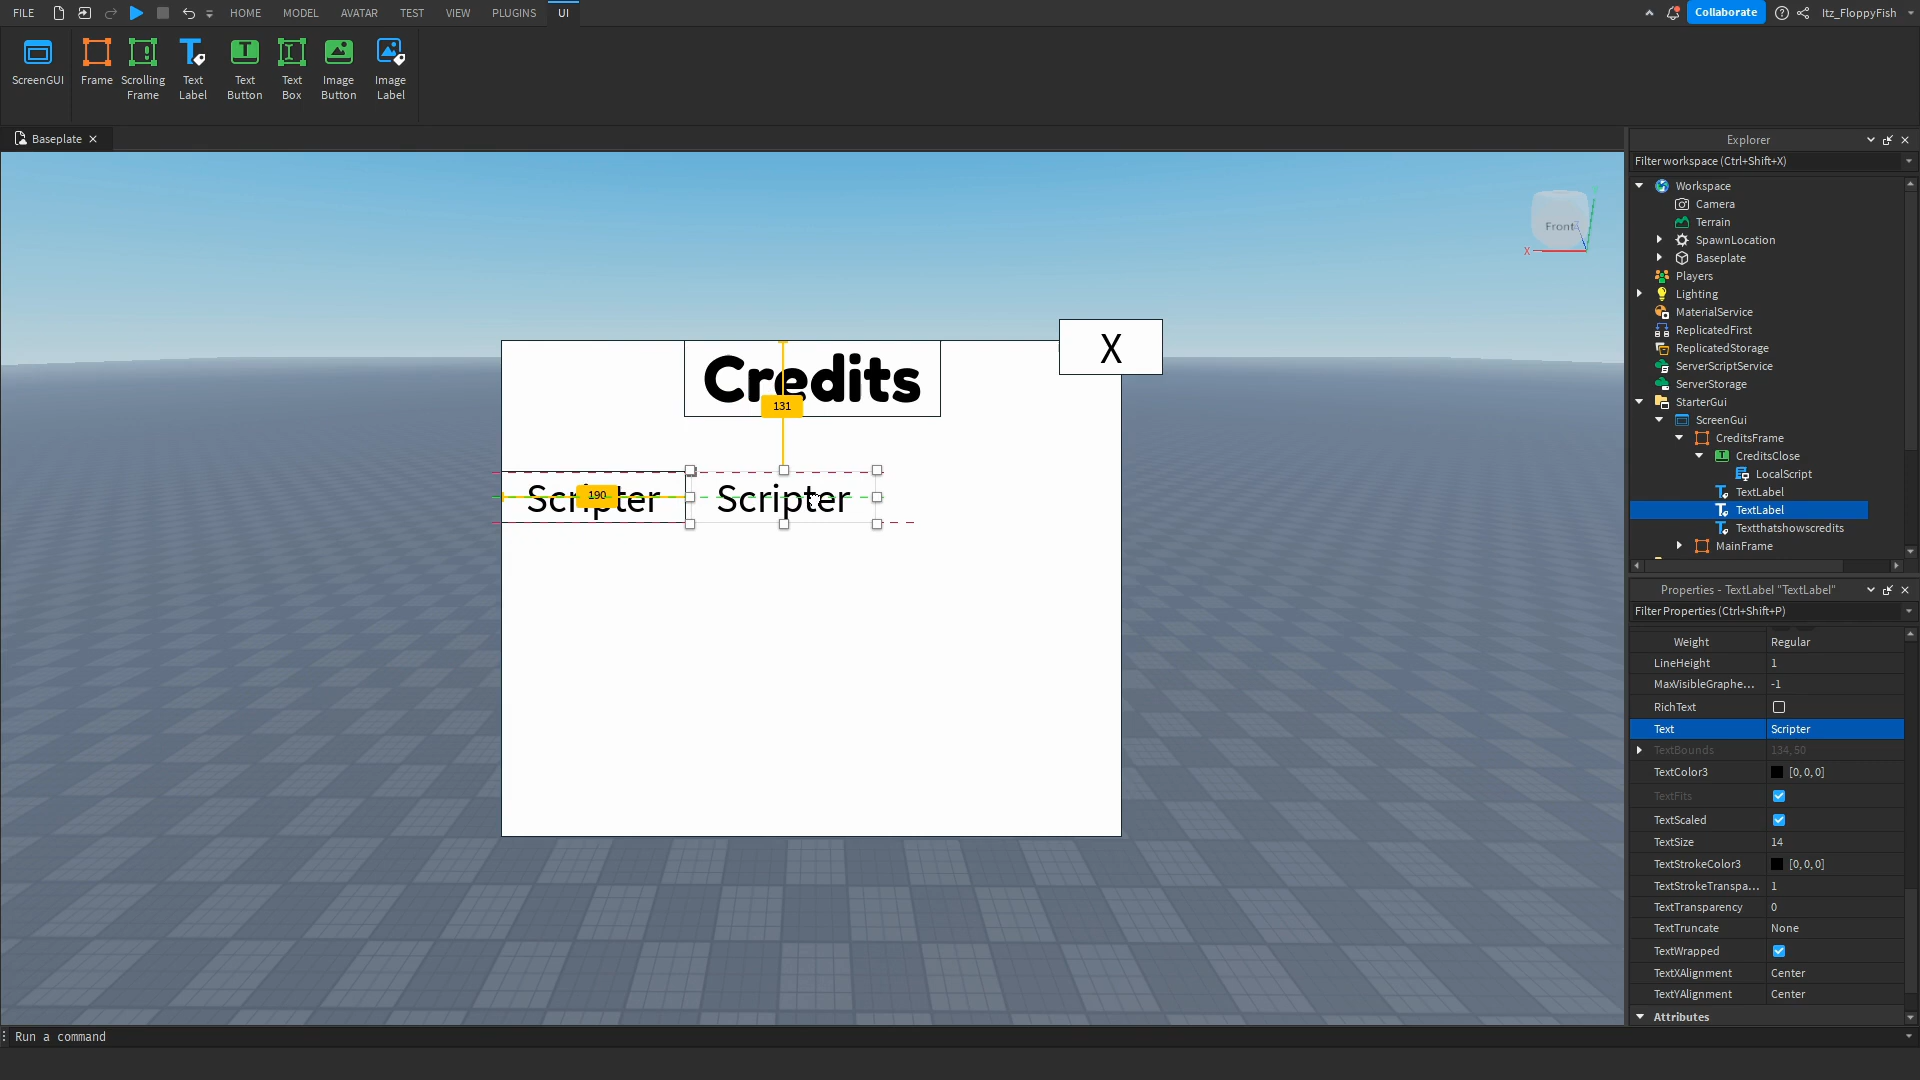 FILE HOME MODEL AVATAR TEST VIEW PLUGINS UI Collaborate Itz_FloppyFish
ScreenGUI Frame Scrolling Frame Text Label Text Button Text Box Image Button Image Label
Baseplate
Explorer
Filter workspace (Ctrl+Shift+X)
Workspace
Camera
Terrain
SpawnLocation
Baseplate
Players
Lighting
MaterialService
ReplicatedFirst
ReplicatedStorage
ServerScriptService
ServerStorage
StarterGui
ScreenGui
CreditsFrame
CreditsClose
LocalScript
TextLabel
TextLabel
Textthatshowscredits
MainFrame
Front
X
X
Credits
131
Scripter
190
Scripter
Properties - TextLabel "TextLabel"
Filter Properties (Ctrl+Shift+P)
Weight Regular
LineHeight 1
MaxVisibleGraphe... -1
RichText
Text Scripter
TextBounds 134, 50
TextColor3 [0, 0, 0]
TextFits
TextScaled
TextSize 14
TextStrokeColor3 [0, 0, 0]
TextStrokeTranspa... 1
TextTransparency 0
TextTruncate None
TextWrapped
TextXAlignment Center
TextYAlignment Center
Attributes
Run a command